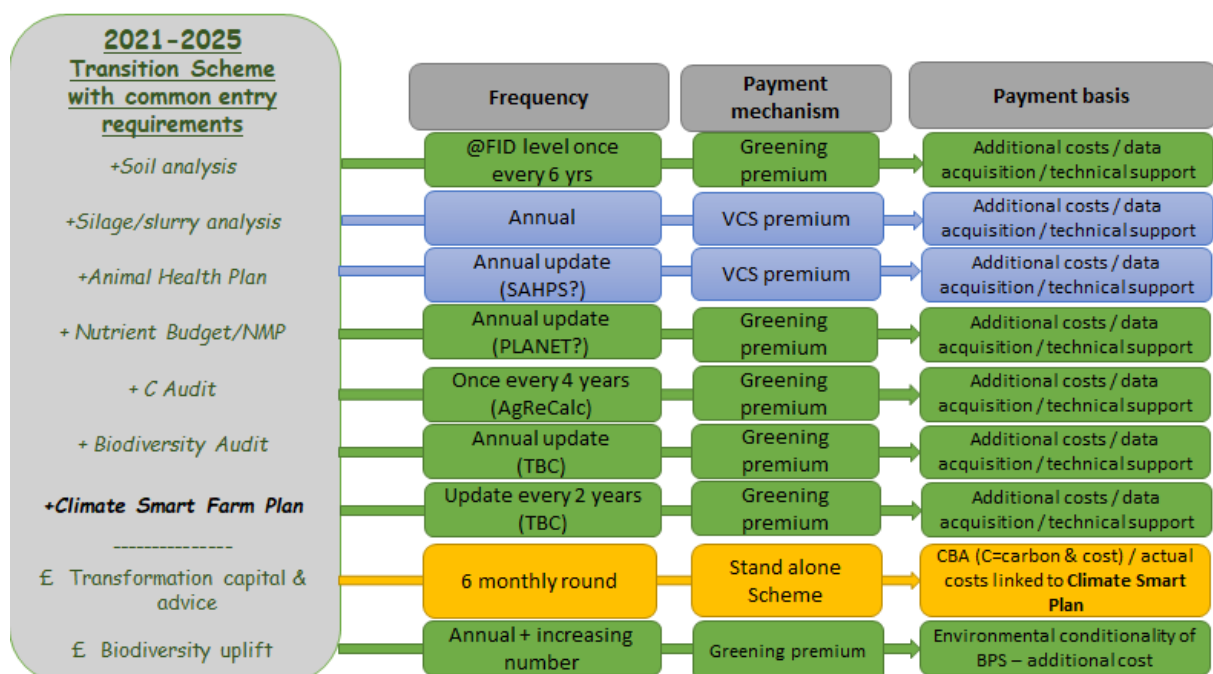 2021-2025
Transition Scheme
with common entry
requirements
Frequency
Payment
mechanism
Payment basis
+Soil analysis
@FID level once
every 6 yrs
Greening
premium
Additional costs / data
acquisition / technical support
+Silage/slurry analysis
Annual
VCS premium
Additional costs / data
acquisition / technical support
+Animal Health Plan
Annual update
(SAHPS?)
VCS premium
Additional costs / data
acquisition / technical support
+ Nutrient Budget/NMP
Annual update
(PLANET?)
Greening
premium
Additional costs / data
acquisition / technical support
+ C Audit
Once every 4 years
(AgReCalc)
Greening
premium
Additional costs / data
acquisition / technical support
+ Biodiversity Audit
Annual update
(TBC)
Greening
premium
Additional costs / data
acquisition / technical support
+Climate Smart Farm Plan
Update every 2 years
(TBC)
Greening
premium
Additional costs / data
acquisition / technical support
---------------
£ Transformation capital &
advice
6 monthly round
Stand alone
Scheme
CBA (C=carbon & cost) / actual
costs linked to Climate Smart
Plan
£ Biodiversity uplift
Annual + increasing
number
Greening premium
Environmental conditionality of
BPS – additional cost